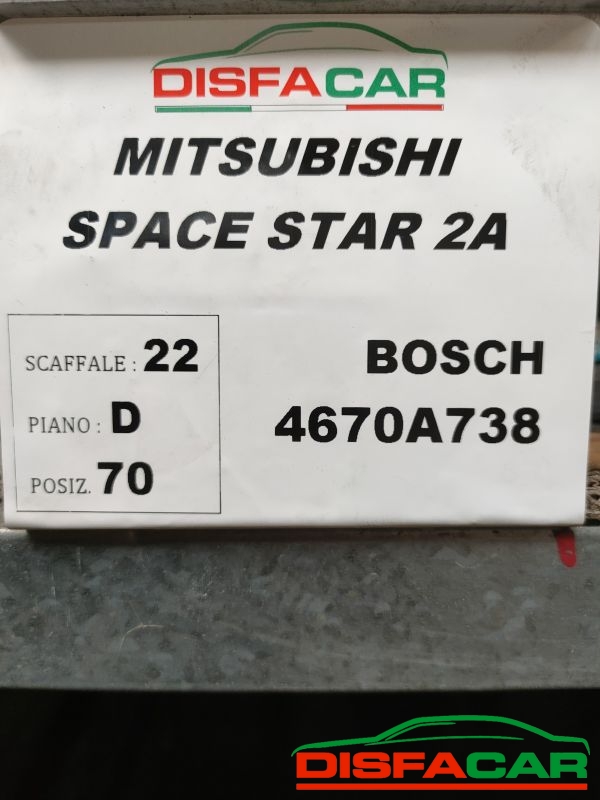 DISFACAR
MITSUBISHI
SPACE STAR 2A
SCAFFALE : 22
PIANO : D
POSIZ. 70
BOSCH
4670A738
DISFACAR